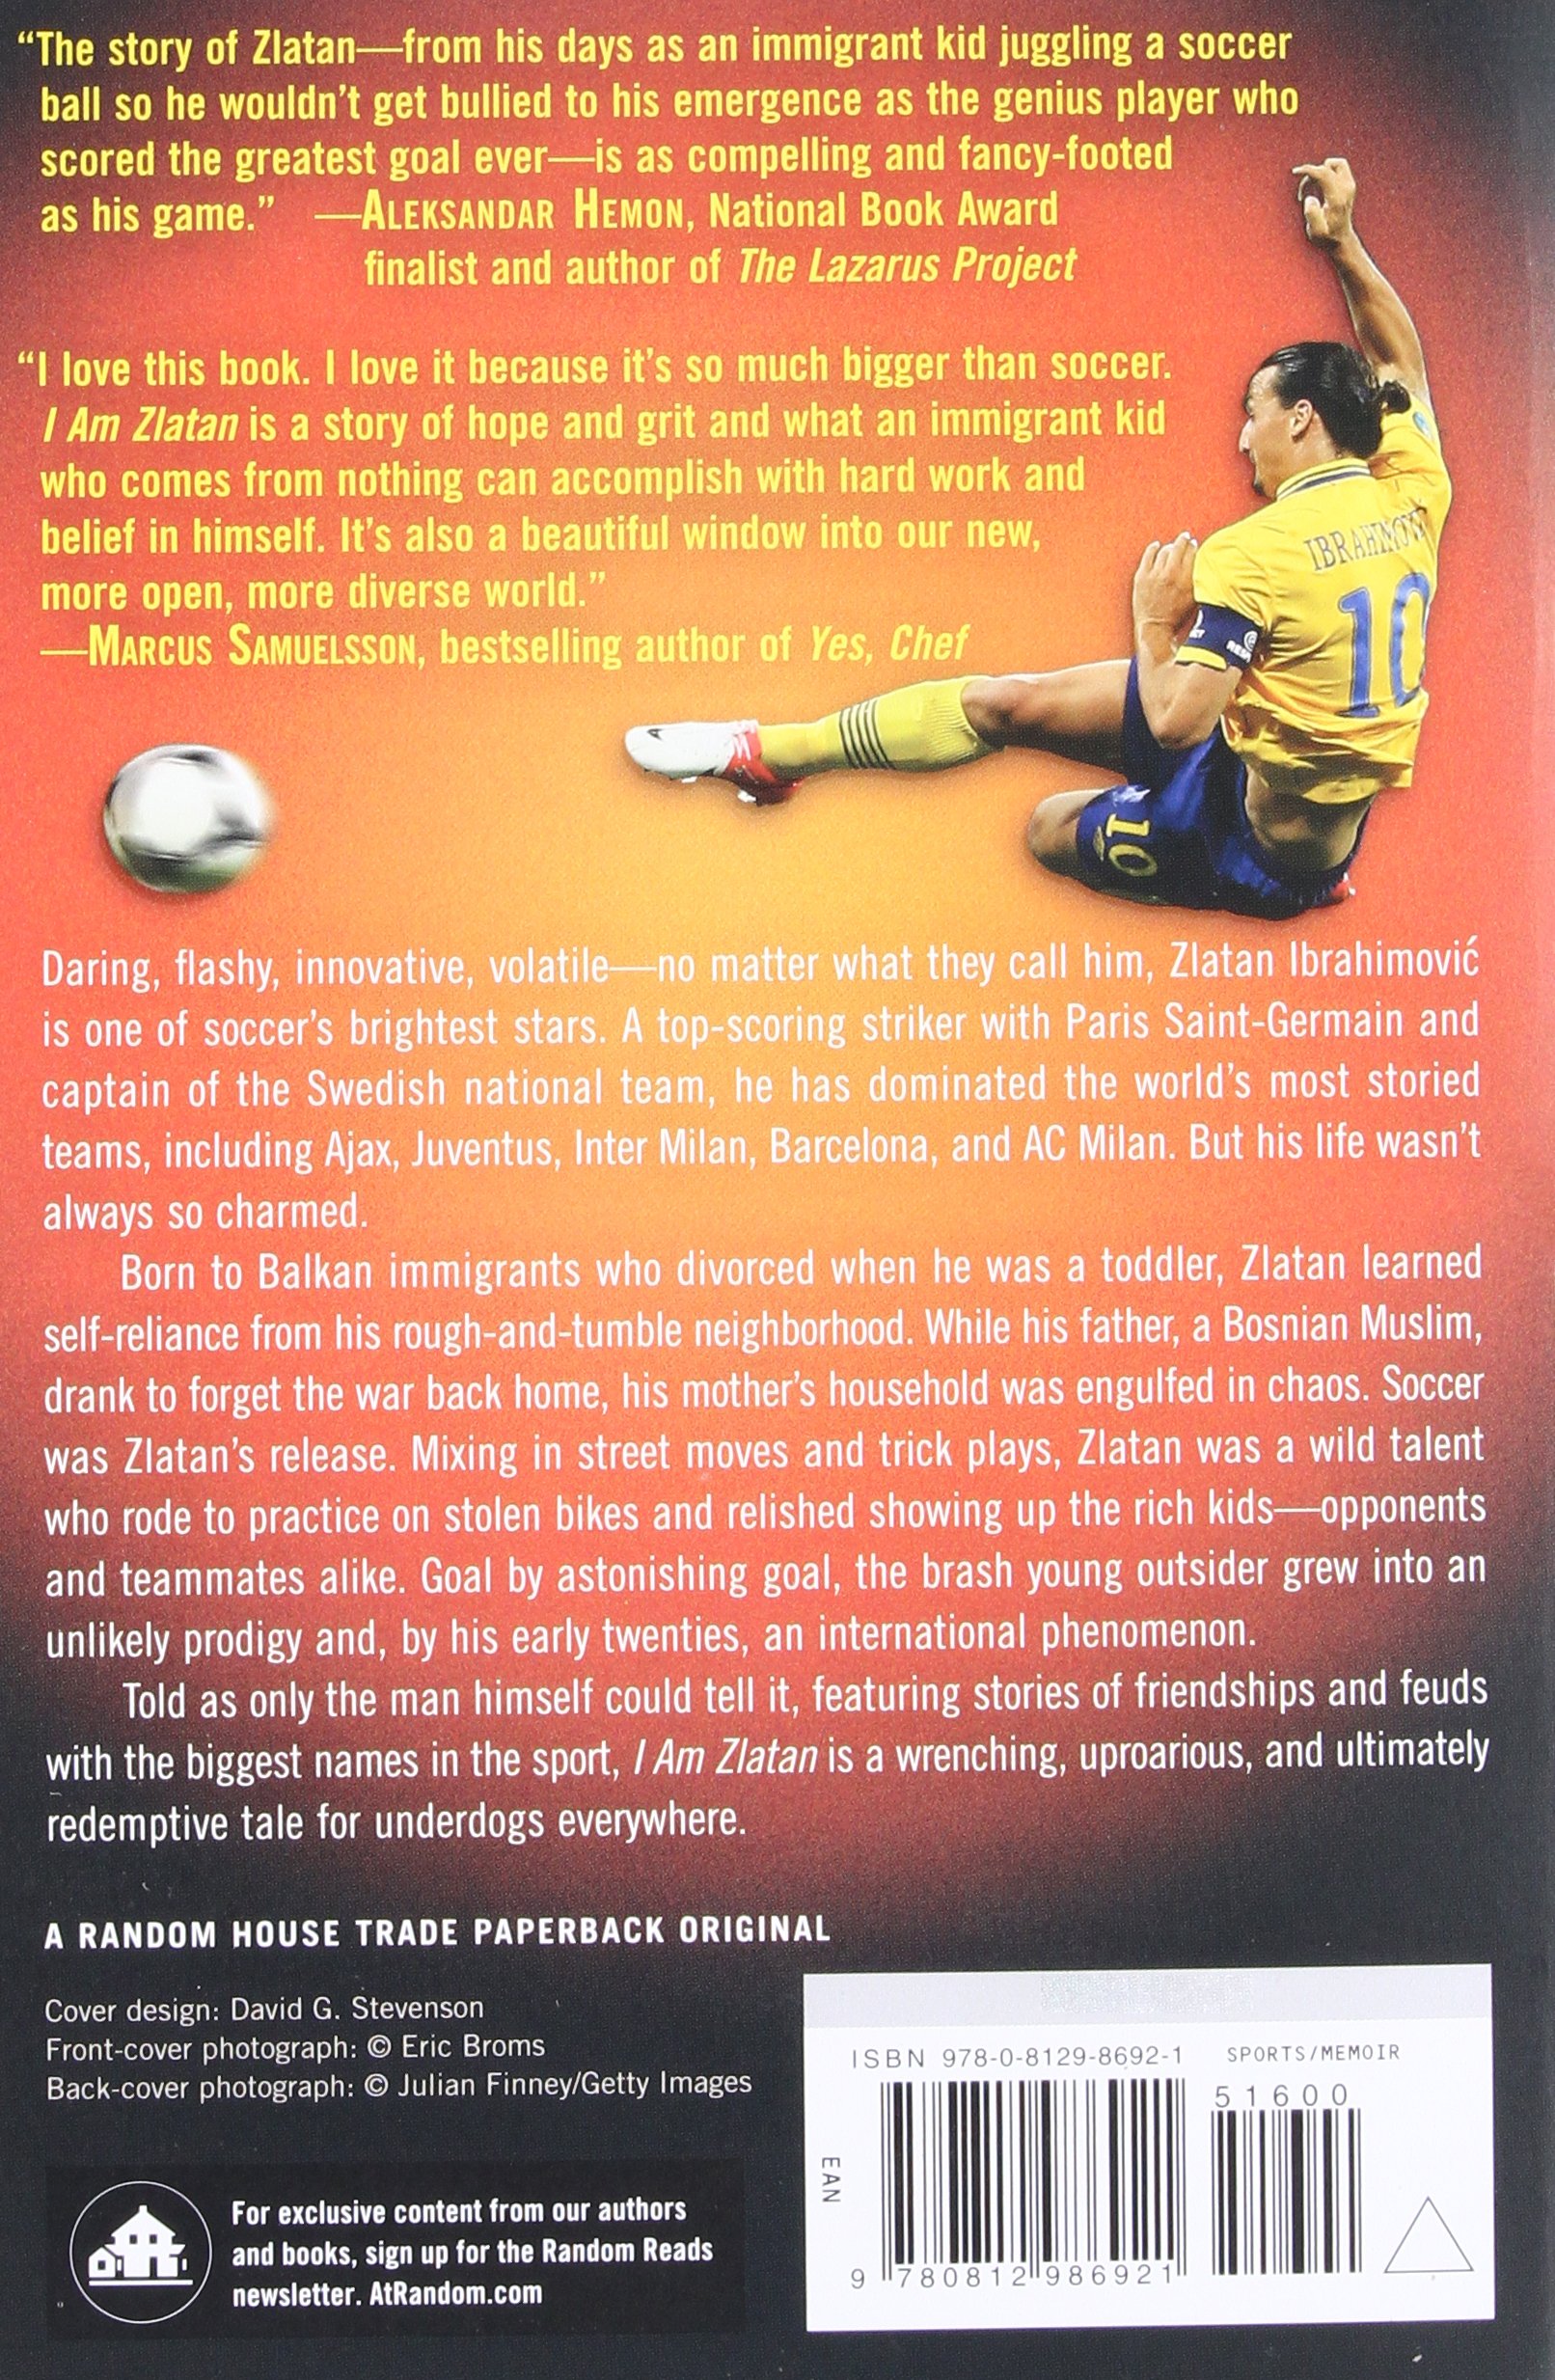 “The story of Zlatan—from his days as an immigrant kid juggling a soccer
ball so he wouldn’t get bullied to his emergence as the genius player who
scored the greatest goal ever—is as compelling and fancy-footed
as his game.” —ALEKSANDAR HEMON, National Book Award
finalist and author of The Lazarus Project
“I love this book. I love it because it’s so much bigger than soccer.
I Am Zlatan is a story of hope and grit and what an immigrant kid
who comes from nothing can accomplish with hard work and
belief in himself. It’s also a beautiful window into our new,
more open, more diverse world.”
—MARCUS SAMUELSSON, bestselling author of Yes, Chef
10
10
Daring, flashy, innovative, volatile—no matter what they call him, Zlatan Ibrahimović
is one of soccer’s brightest stars. A top-scoring striker with Paris Saint-Germain and
captain of the Swedish national team, he has dominated the world’s most storied
teams, including Ajax, Juventus, Inter Milan, Barcelona, and AC Milan. But his life wasn’t
always so charmed.
Born to Balkan immigrants who divorced when he was a toddler, Zlatan learned
self-reliance from his rough-and-tumble neighborhood. While his father, a Bosnian Muslim,
drank to forget the war back home, his mother’s household was engulfed in chaos. Soccer
was Zlatan’s release. Mixing in street moves and trick plays, Zlatan was a wild talent
who rode to practice on stolen bikes and relished showing up the rich kids—opponents
and teammates alike. Goal by astonishing goal, the brash young outsider grew into an
unlikely prodigy and, by his early twenties, an international phenomenon.
Told as only the man himself could tell it, featuring stories of friendships and feuds
with the biggest names in the sport, I Am Zlatan is a wrenching, uproarious, and ultimately
redemptive tale for underdogs everywhere.
A RANDOM HOUSE TRADE PAPERBACK ORIGINAL
Cover design: David G. Stevenson
Front-cover photograph: © Eric Broms
Back-cover photograph: © Julian Finney/Getty Images
For exclusive content from our authors
and books, sign up for the Random Reads
newsletter. AtRandom.com
ISBN 978-0-8129-8692-1 SPORTS/MEMOIR
51600
EAN
9 780812 986921